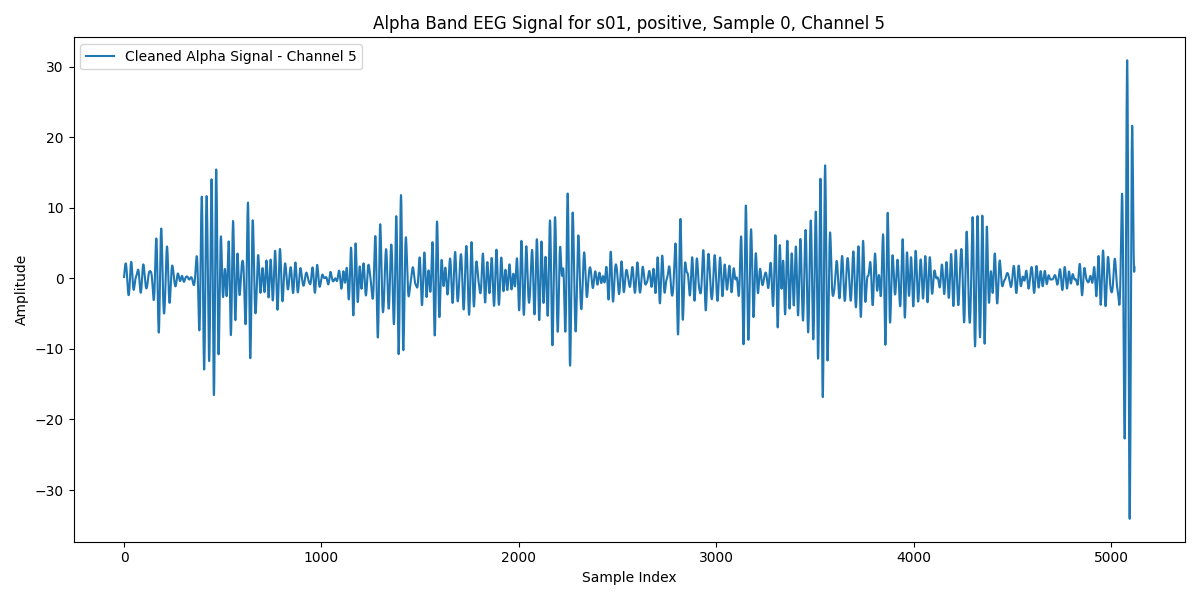 Alpha Band EEG Signal for s01, positive, Sample 0, Channel 5
Cleaned Alpha Signal - Channel 5
30
20
10
0
−10
−20
−30
Amplitude
0 1000 2000 3000 4000 5000
Sample Index